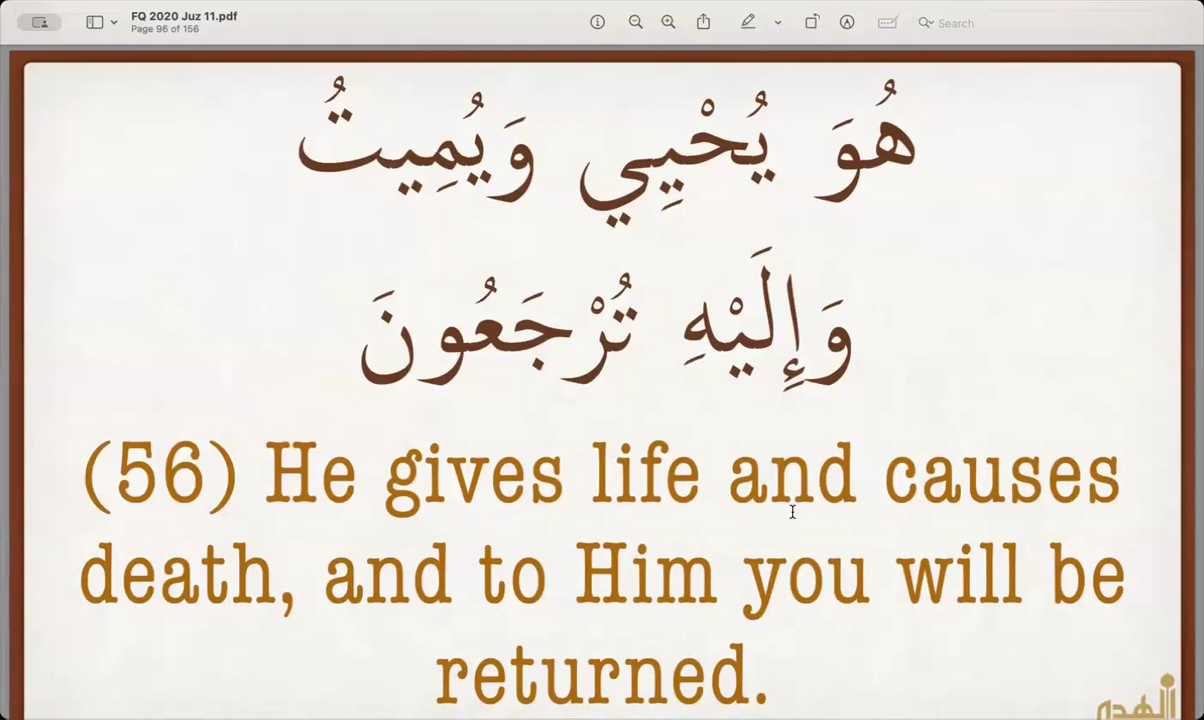 FQ 2020 Juz 11.pdf
Page 96 of 156
Search
هُوَ يُحْيِي وَيُمِيتُ
وَإِلَيْهِ تُرْجَعُونَ
(56) He gives life and causes
death, and to Him you will be
returned.
الهدى